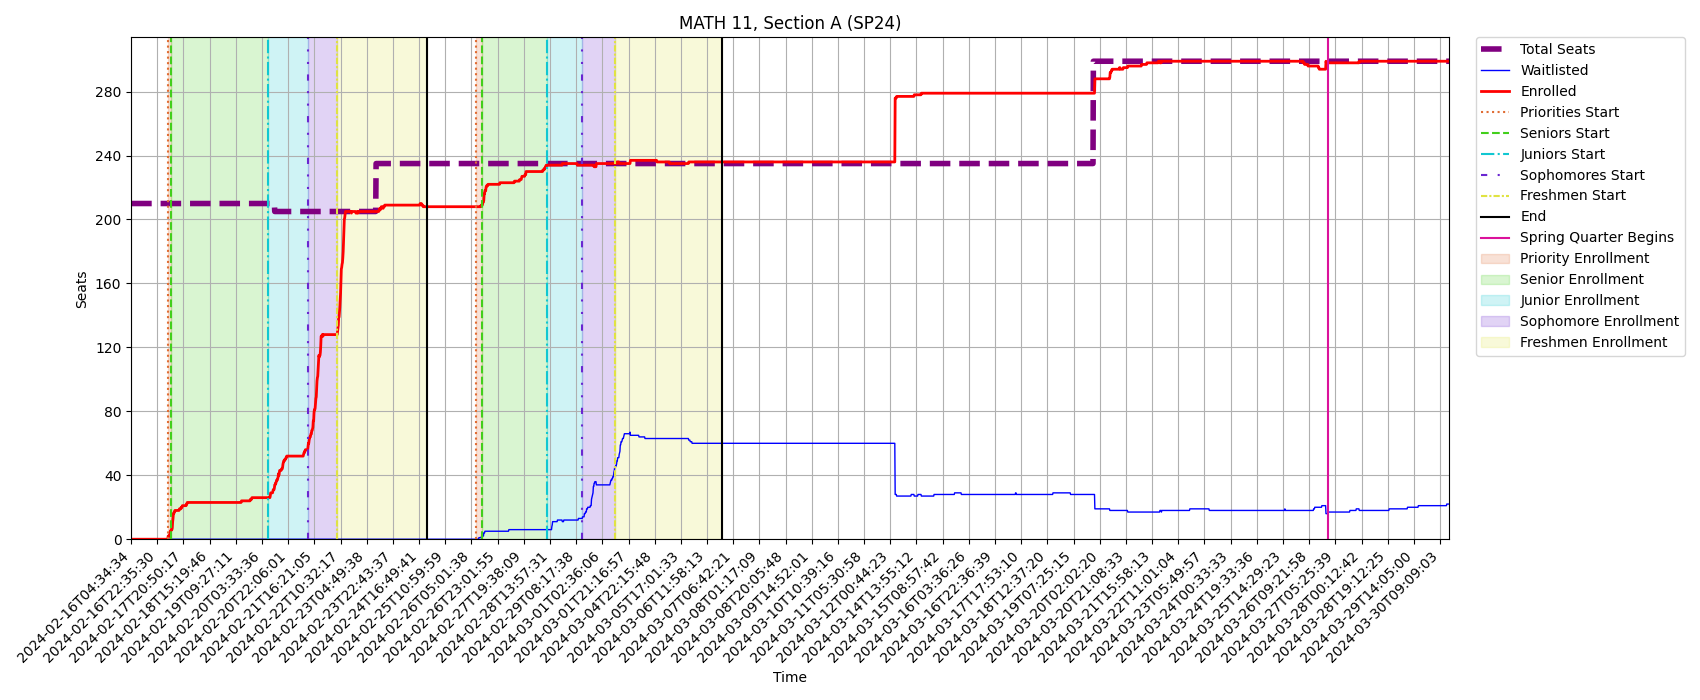 MATH 11, Section A (SP24)
Seats
280
240
200
160
120
80
40
0
2024-02-16T04:34:34
2024-02-16T22:35:30
2024-02-17T20:50:17
2024-02-18T15:19:46
2024-02-19T09:27:11
2024-02-20T03:33:36
2024-02-20T22:06:01
2024-02-21T16:21:05
2024-02-22T10:32:17
2024-02-23T04:49:38
2024-02-23T22:43:37
2024-02-24T16:49:41
2024-02-25T10:59:59
2024-02-26T05:01:38
2024-02-26T23:01:55
2024-02-27T19:38:09
2024-02-28T13:57:31
2024-02-29T08:17:38
2024-03-01T02:36:06
2024-03-01T21:16:57
2024-03-04T22:15:48
2024-03-05T17:01:33
2024-03-06T11:58:13
2024-03-07T06:42:21
2024-03-08T01:17:09
2024-03-08T20:05:48
2024-03-09T14:52:01
2024-03-10T10:39:16
2024-03-11T05:30:58
2024-03-12T00:44:23
2024-03-14T13:55:12
2024-03-15T08:57:42
2024-03-16T03:36:26
2024-03-16T22:36:39
2024-03-17T17:53:10
2024-03-18T12:37:20
2024-03-19T07:25:15
2024-03-20T02:02:20
2024-03-20T21:08:33
2024-03-21T15:58:13
2024-03-22T11:01:04
2024-03-23T05:49:57
2024-03-24T00:33:33
2024-03-24T19:33:36
2024-03-25T14:29:23
2024-03-26T09:21:58
2024-03-27T05:25:39
2024-03-28T00:12:42
2024-03-28T19:12:25
2024-03-29T14:05:00
2024-03-30T09:09:03
Time
Total Seats
Waitlisted
Enrolled
Priorities Start
Seniors Start
Juniors Start
Sophomores Start
Freshmen Start
End
Spring Quarter Begins
Priority Enrollment
Senior Enrollment
Junior Enrollment
Sophomore Enrollment
Freshmen Enrollment